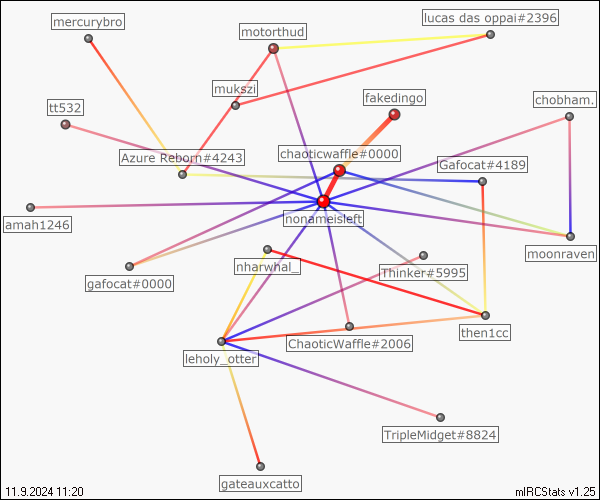 mercurybro
lucas das oppai#2396
motorthud
mukszi
fakedingo
chobham.
tt532
Azure Reborn#4243
chaoticwaffle#0000
Gafocat#4189
nonameisleft
amah1246
moonraven
nharwhal_
Thinker#5995
gafocat#0000
then1cc
ChaoticWaffle#2006
leholy_otter
TripleMidget#8824
gateauxcatto
11.9.2024 11:20
mIRCStats v1.25